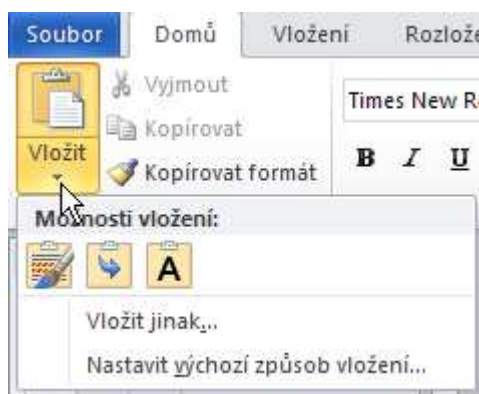 Soubor Domů Vložení Rozlože
Vyjmout
Times New R
Kopírovat
Vložit
Kopírovat formát
B I U
Možnosti vložení:
A
Vložit jinak...
Nastavit výchozí způsob vložení...